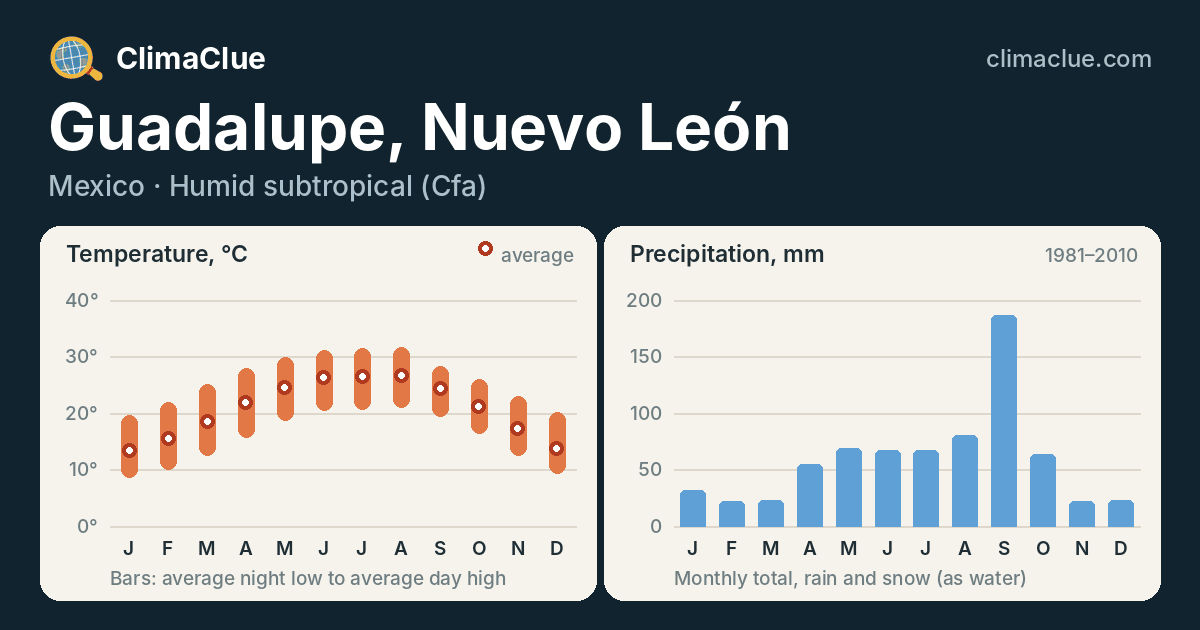 ClimaClue
climaclue.com
Guadalupe, Nuevo León
Mexico · Humid subtropical (Cfa)
Temperature, °C
average
40°
30°
20°
10°
0°
J F M A M J J A S O N D
Bars: average night low to average day high
Precipitation, mm
1981–2010
200
150
100
50
0
J F M A M J J A S O N D
Monthly total, rain and snow (as water)